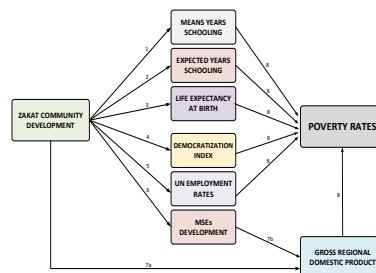 MEANS YEARS
SCHOOLING
EXPECTED YEARS
SCHOOLING
LIFE EXPECTANCY
AT BIRTH
ZAKAT COMMUNITY
DEVELOPMENT
DEMOCRATIZATION
INDEX
UN EMPLOYMENT
RATES
MSEs
DEVELOPMENT
POVERTY RATES
GROSS REGIONAL
DOMESTIC PRODUCT
1
2
3
4
5
6
7a
7b
8
8
8
8
8
8